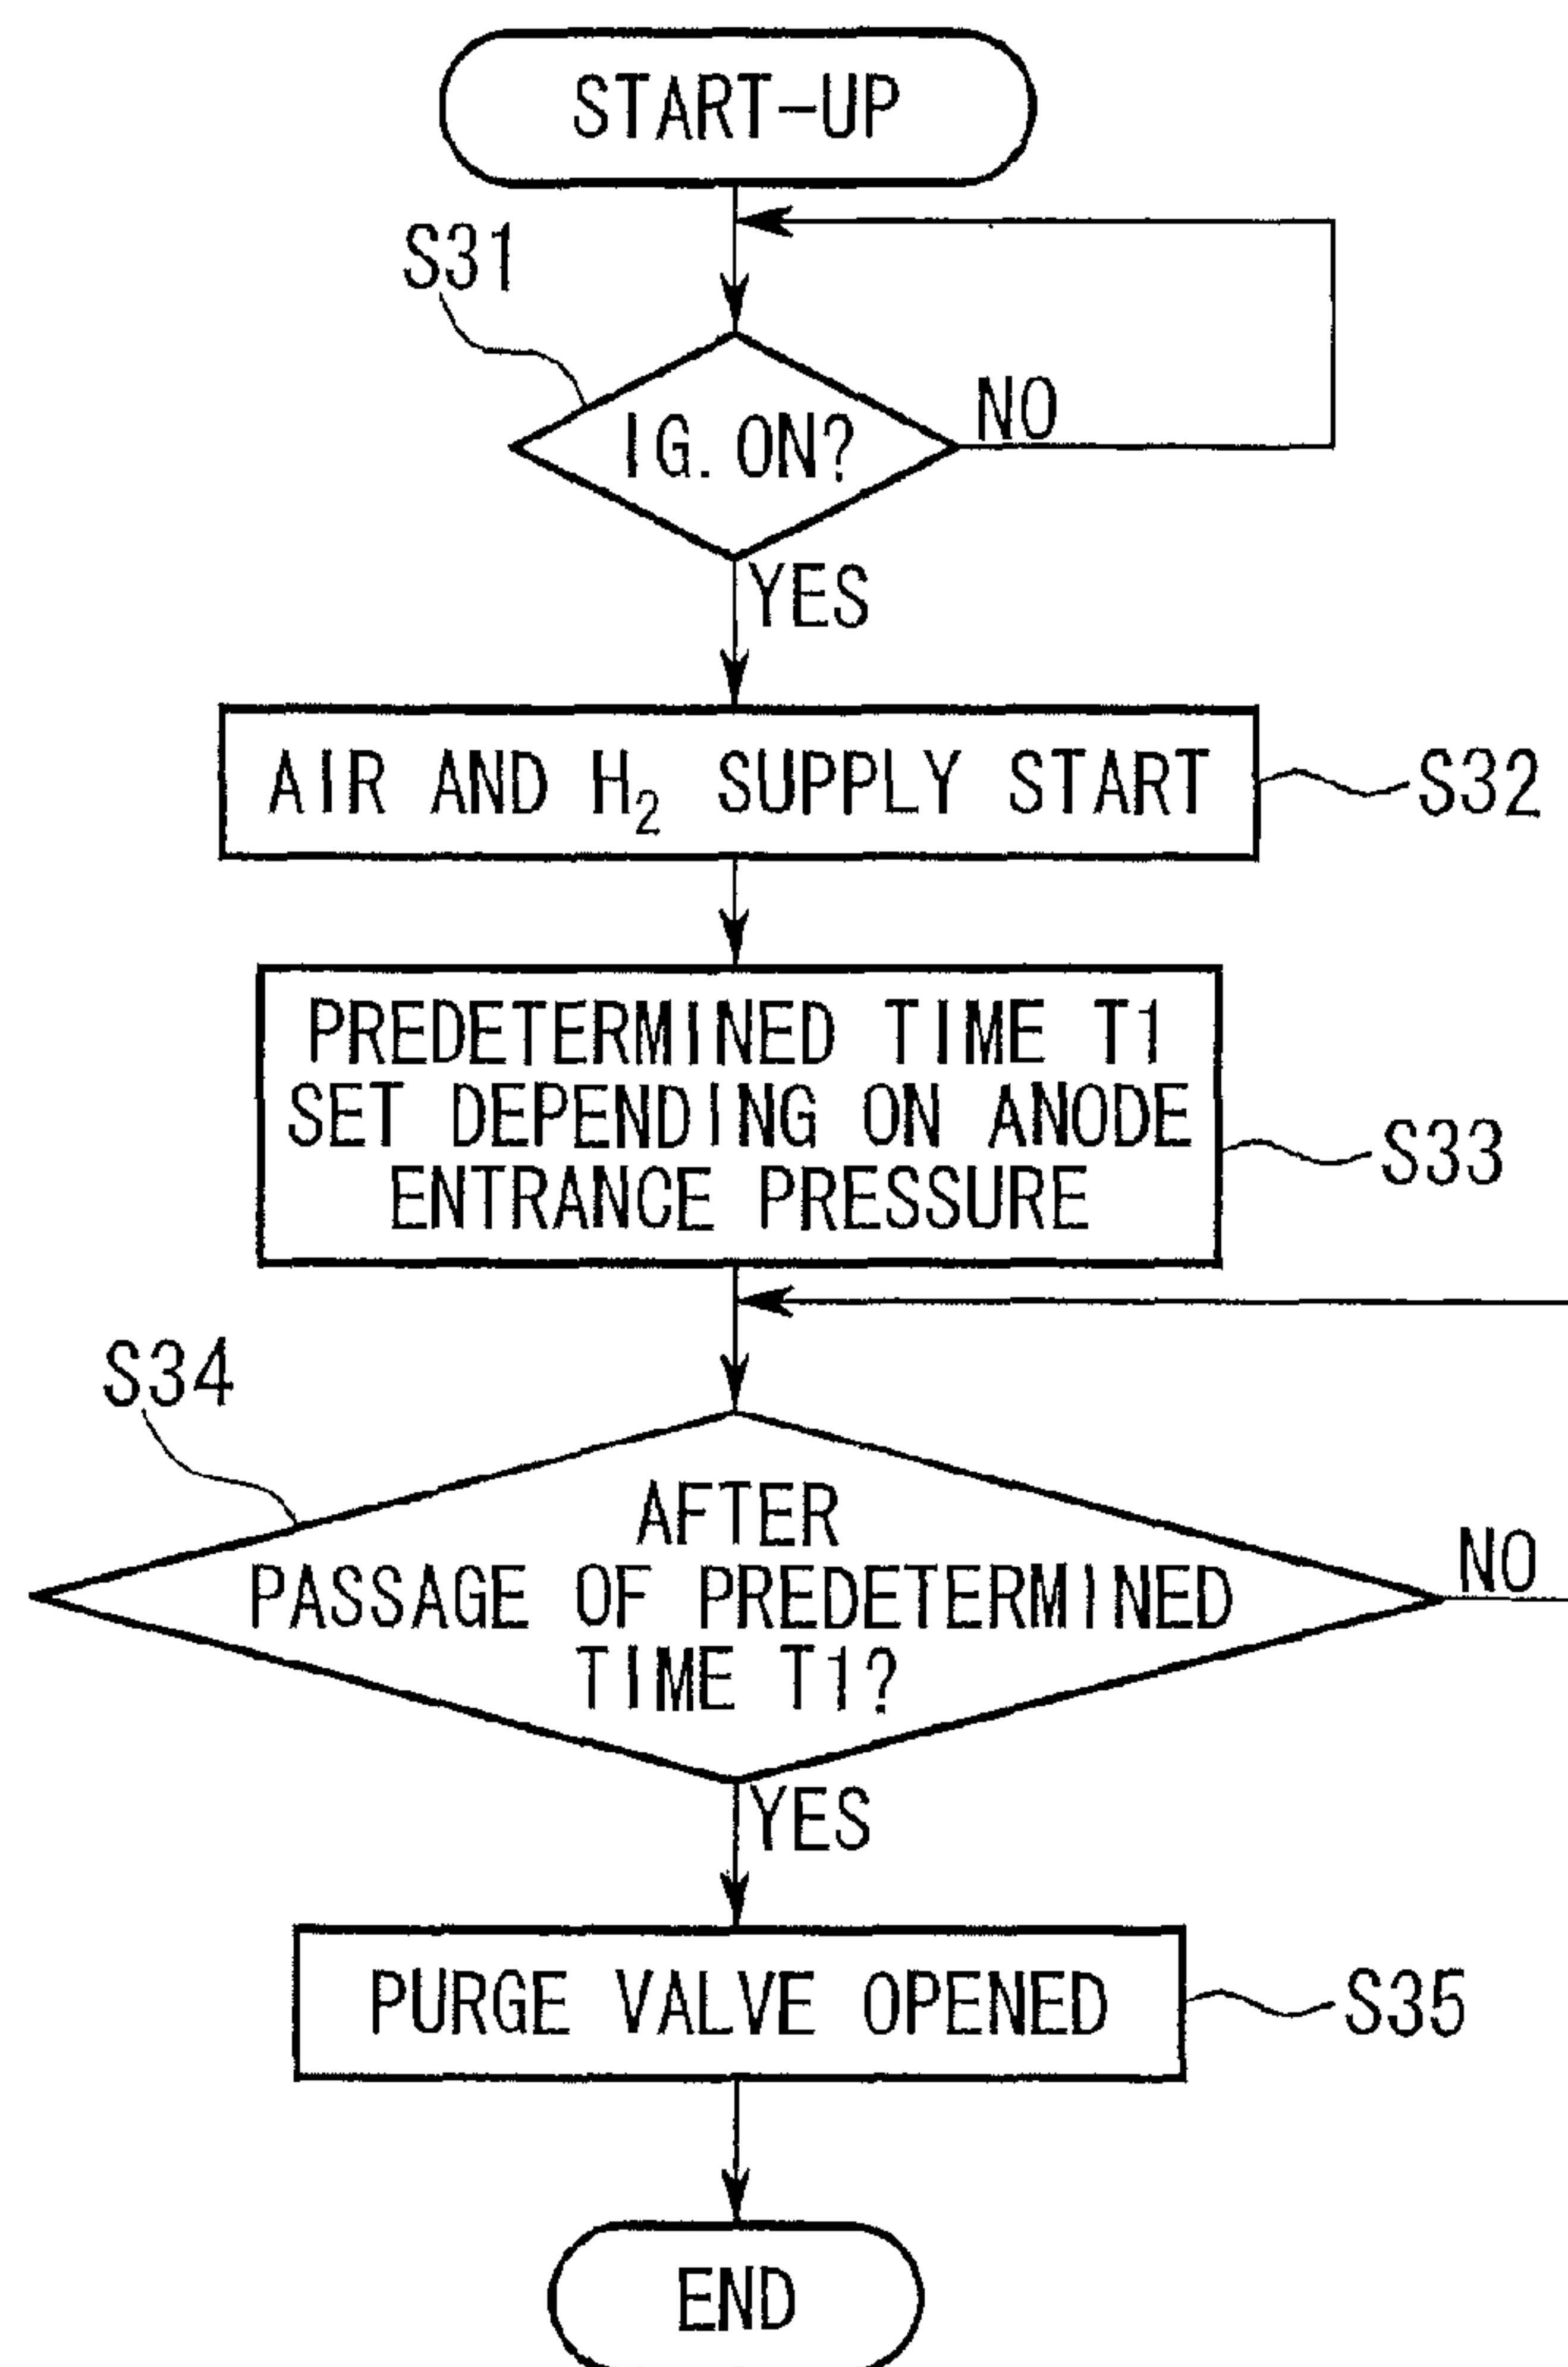 START-UP
S31
IG. ON?
NO
YES
AIR AND H₂ SUPPLY START
S32
PREDETERMINED TIME T1
SET DEPENDING ON ANODE
ENTRANCE PRESSURE
S33
S34
AFTER
PASSAGE OF PREDETERMINED
TIME T1?
NO
YES
PURGE VALVE OPENED
S35
END